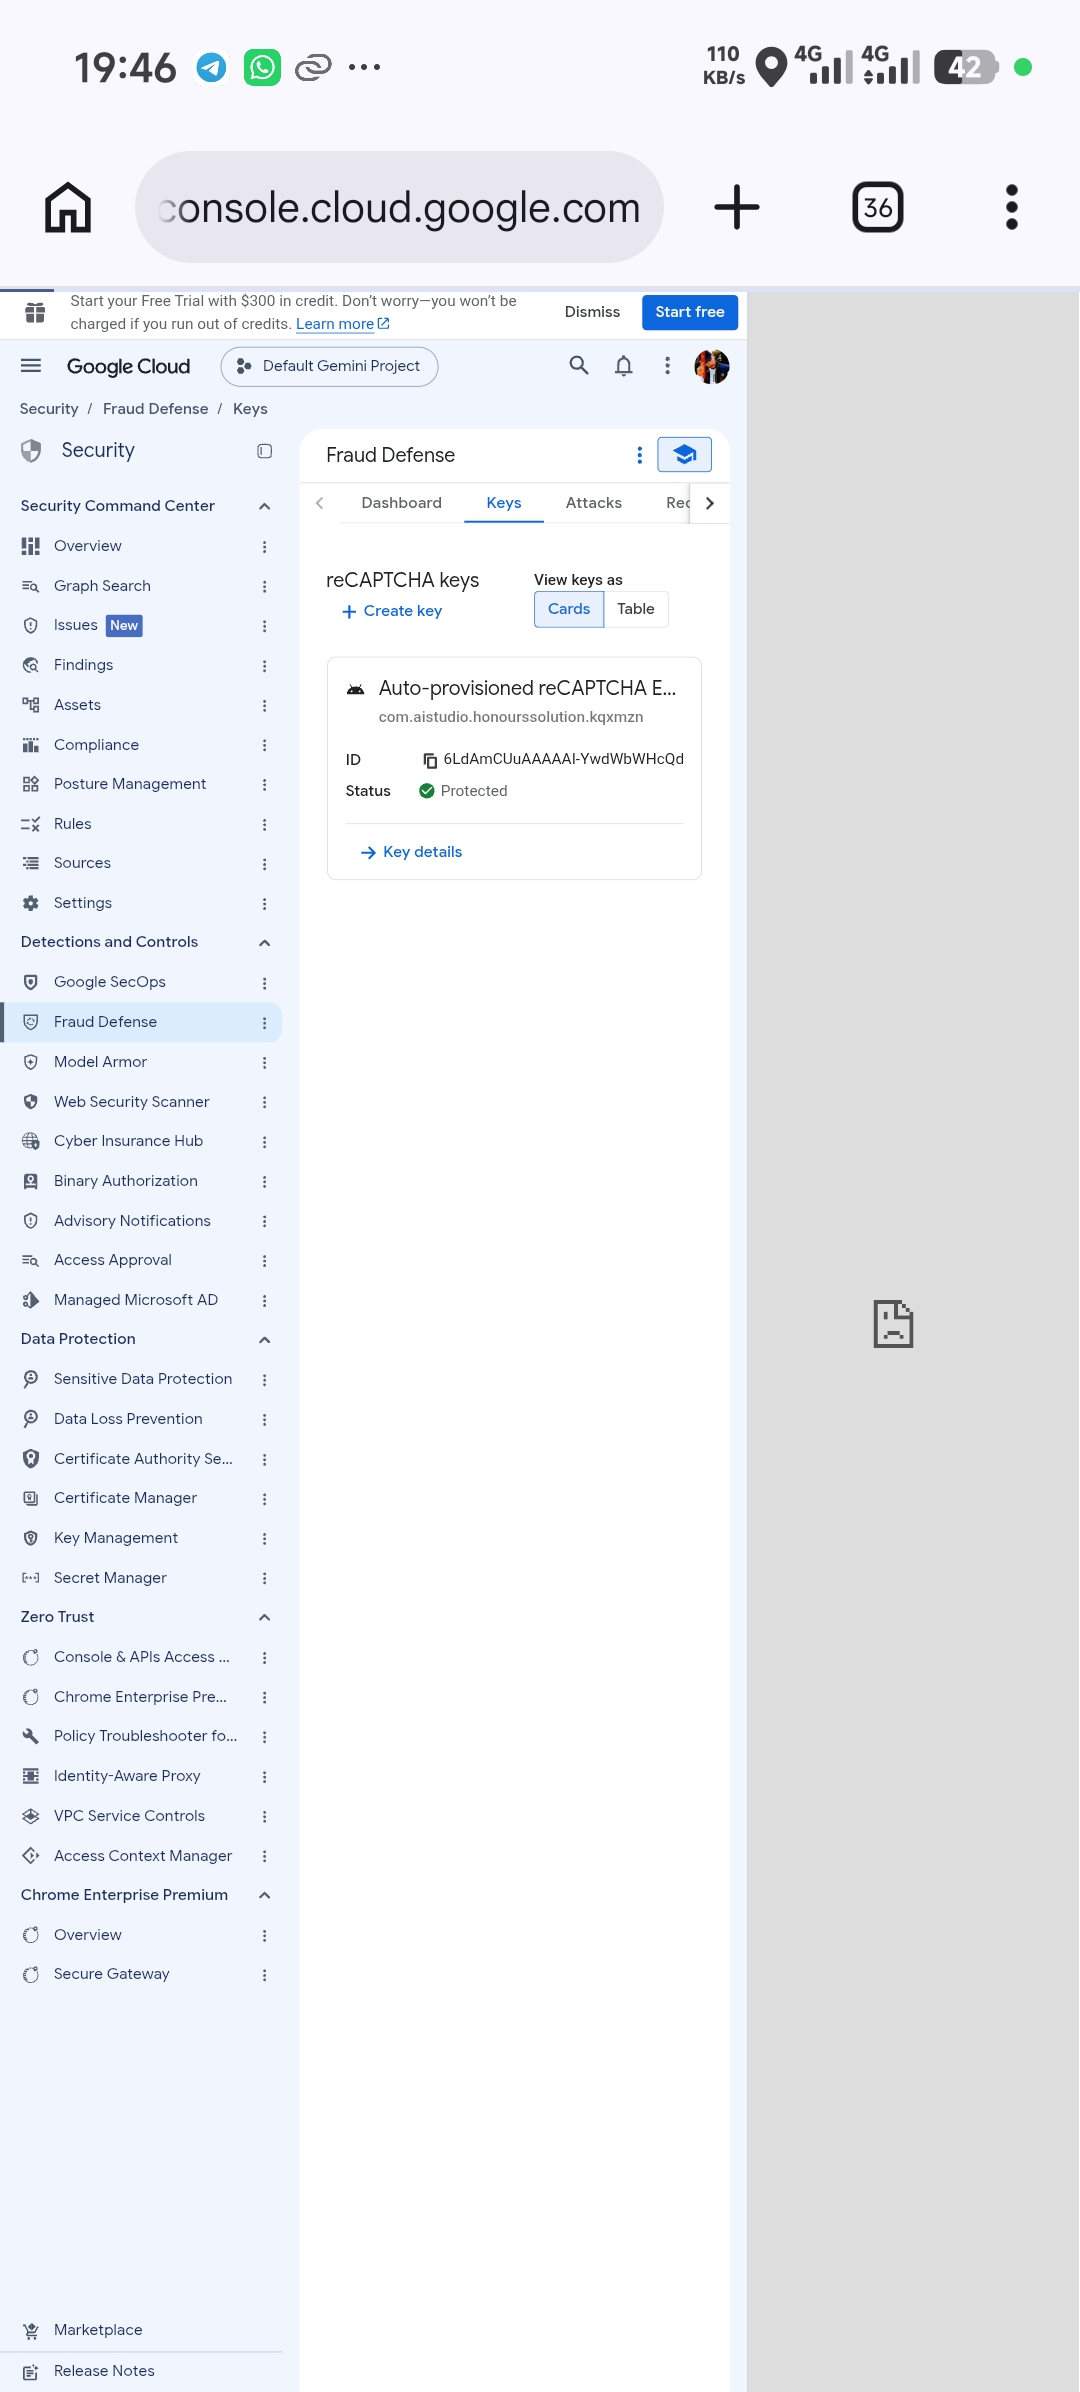 19:46
110
KB/s
4G
4G
42
console.cloud.google.com
36
Start your Free Trial with $300 in credit. Don't worry—you won't be
charged if you run out of credits. Learn more
Dismiss
Start free
Google Cloud
Default Gemini Project
Security / Fraud Defense / Keys
Security
Security Command Center
Overview
Graph Search
Issues New
Findings
Assets
Compliance
Posture Management
Rules
Sources
Settings
Detections and Controls
Google SecOps
Fraud Defense
Model Armor
Web Security Scanner
Cyber Insurance Hub
Binary Authorization
Advisory Notifications
Access Approval
Managed Microsoft AD
Data Protection
Sensitive Data Protection
Data Loss Prevention
Certificate Authority Se...
Certificate Manager
Key Management
Secret Manager
Zero Trust
Console & APIs Access ...
Chrome Enterprise Pre...
Policy Troubleshooter fo...
Identity-Aware Proxy
VPC Service Controls
Access Context Manager
Chrome Enterprise Premium
Overview
Secure Gateway
Marketplace
Release Notes
Fraud Defense
Dashboard
Keys
Attacks
Rec
reCAPTCHA keys
Create key
View keys as
Cards
Table
Auto-provisioned reCAPTCHA E...
com.aistudio.honourssolution.kqxmzn
ID 6LdAmCUuAAAAAI-YwdWbWHcQd
Status Protected
Key details